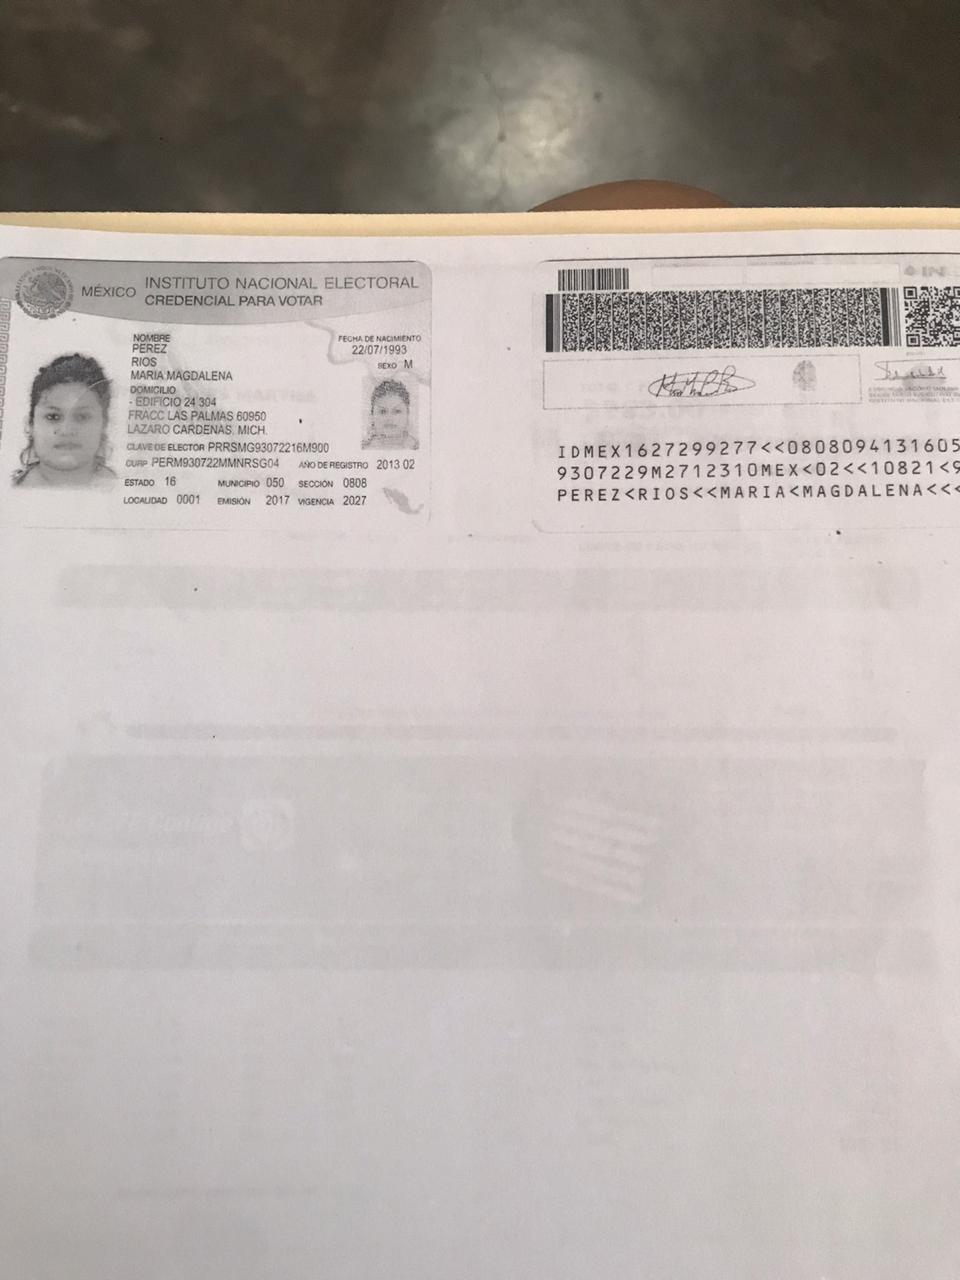 MÉXICO
INSTITUTO NACIONAL ELECTORAL
CREDENCIAL PARA VOTAR
NOMBRE
PEREZ
RIOS
MARIA MAGDALENA
FECHA DE NACIMIENTO
22/07/1993
SEXO M
DOMICILIO
- EDIFICIO 24 304
FRACC LAS PALMAS 60950
LAZARO CARDENAS, MICH.
CLAVE DE ELECTOR PRRSMG93072216M900
CURP PERM930722MMNRSG04 AÑO DE REGISTRO 2013 02
ESTADO 16 MUNICIPIO 050 SECCIÓN 0808
LOCALIDAD 0001 EMISIÓN 2017 VIGENCIA 2027
INE
IDMEX1627299277<<0808094131605
9307229M2712310MEX<02<<10821<9
PEREZ<RIOS<<MARIA<MAGDALENA<<<